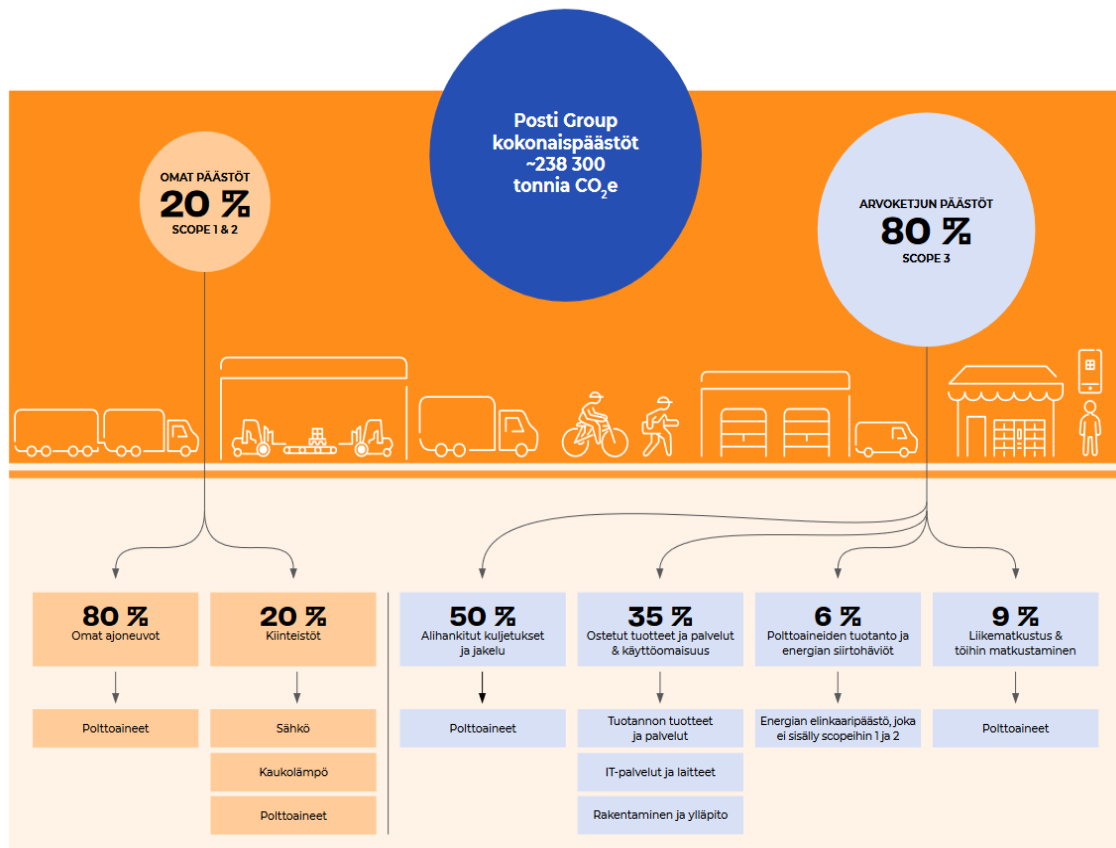 Posti Group
kokonaispäästöt
~238 300
tonnia CO₂e
OMAT PÄÄSTÖT
20 %
SCOPE 1 & 2
ARVOKETJUN PÄÄSTÖT
80 %
SCOPE 3
80 %
Omat ajoneuvot
20 %
Kiinteistöt
50 %
Alihankitut kuljetukset
ja jakelu
35 %
Ostetut tuotteet ja palvelut
& käyttöomaisuus
6 %
Polttoaineiden tuotanto ja
energian siirtohäviöt
9 %
Liikematkustus &
töihin matkustaminen
Polttoaineet
Sähkö
Kaukolämpö
Polttoaineet
Polttoaineet
Tuotannon tuotteet
ja palvelut
IT-palvelut ja laitteet
Rakentaminen ja ylläpito
Energian elinkaaripäästö, joka
ei sisälly scopeihin 1 ja 2
Polttoaineet